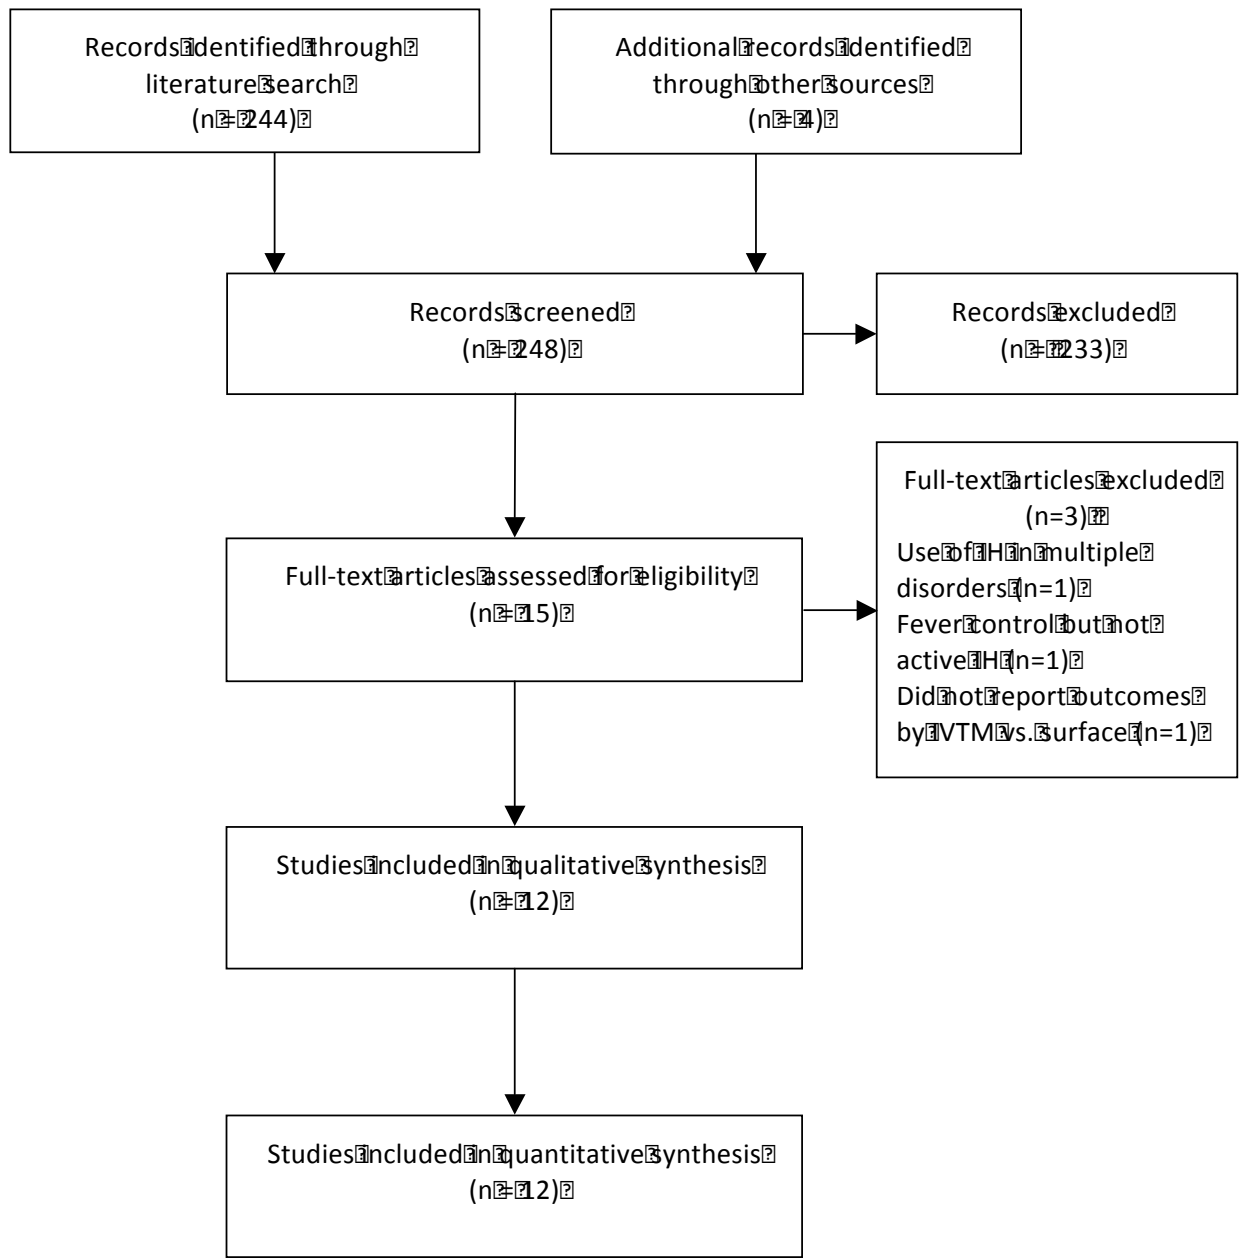 Records identified through
literature search
(n = 244)
Additional records identified
through other sources
(n = 4)
Records screened
(n = 248)
Records excluded
(n = 233)
Full-text articles assessed for eligibility
(n = 15)
Full-text articles excluded
(n=3)
Use of IH in multiple
disorders (n=1)
Fever control but not
active IH (n=1)
Did not report outcomes
by IVTM vs. surface (n=1)
Studies included in qualitative synthesis
(n = 12)
Studies included in quantitative synthesis
(n = 12)